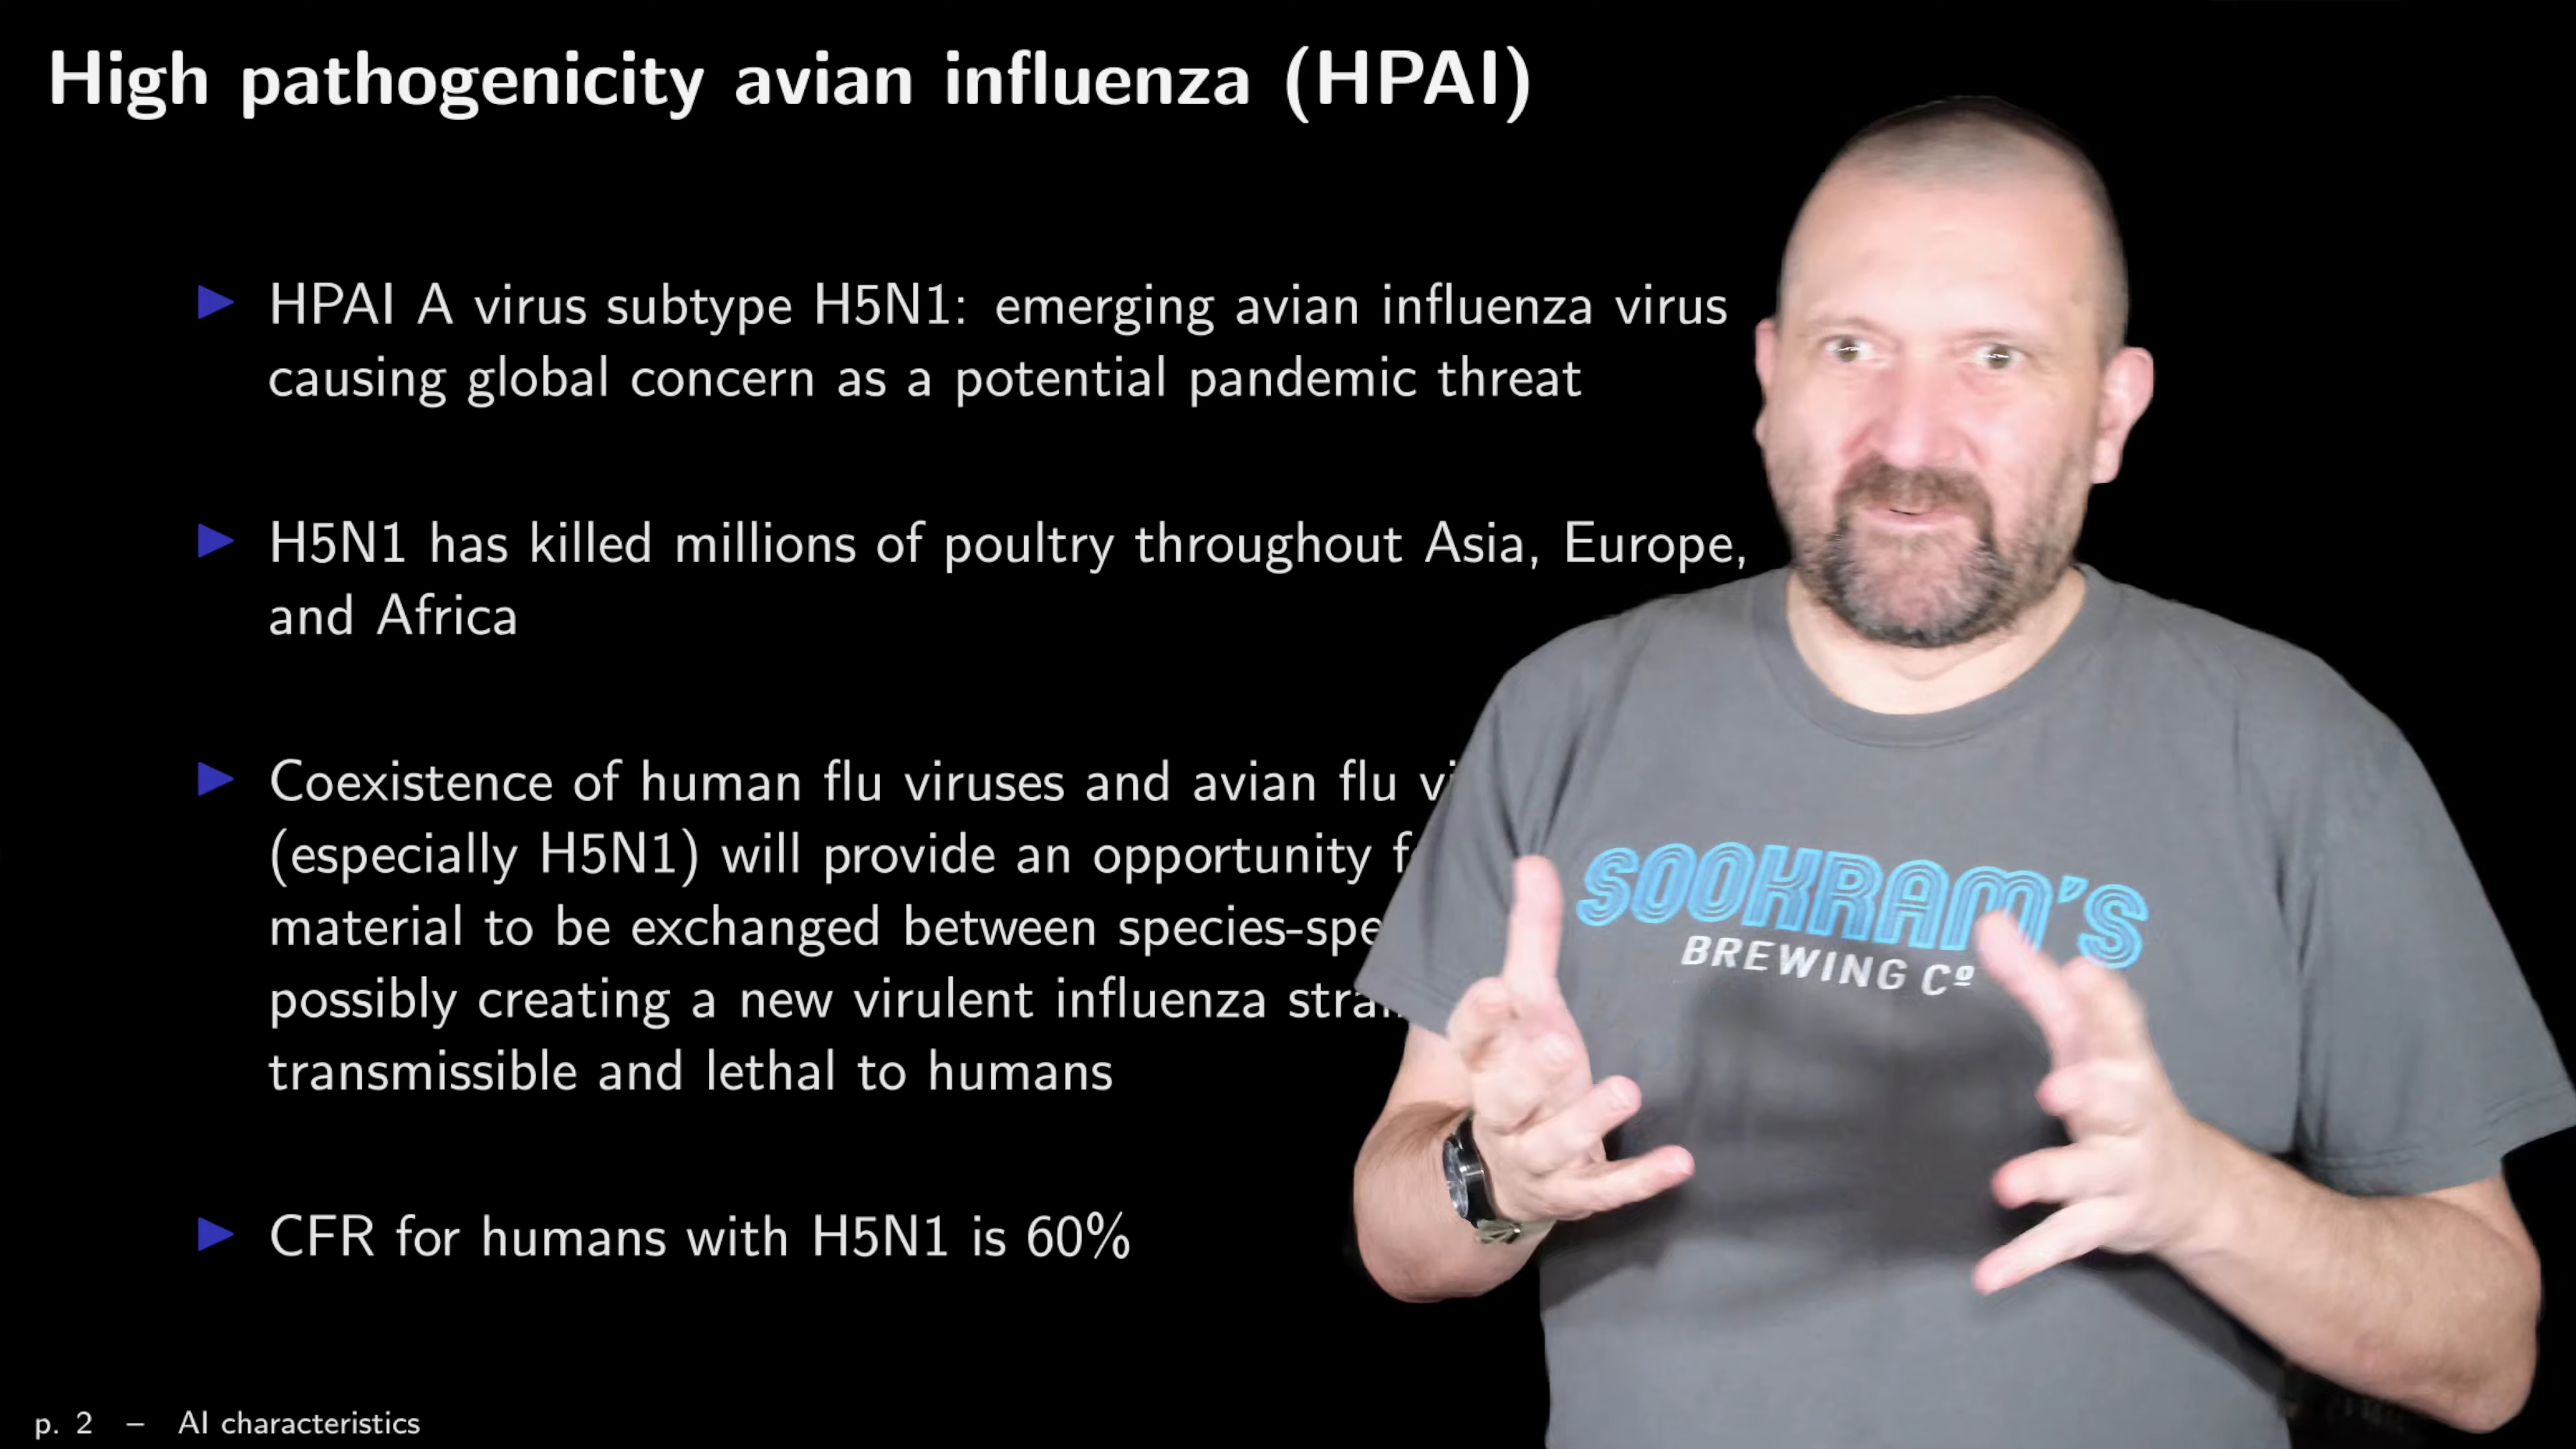 High pathogenicity avian influenza (HPAI)
HPAI A virus subtype H5N1: emerging avian influenza virus
causing global concern as a potential pandemic threat
H5N1 has killed millions of poultry throughout Asia, Europe,
and Africa
Coexistence of human flu viruses and avian flu
(especially H5N1) will provide an opportunity
material to be exchanged between
possibly creating a new virulent influenza
transmissible and lethal to humans
CFR for humans with H5N1 is 60%
SOOKRAM'S
BREWING Cº
p. 2 – AI characteristics